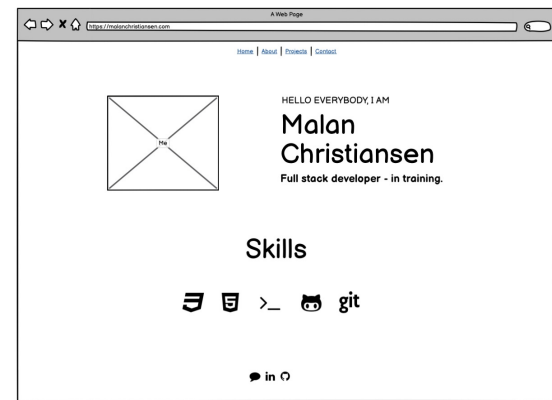 A Web Page
https://malanchristiansen.com
Home | About | Projects | Contact
Me
HELLO EVERYBODY, I AM
Malan
Christiansen
Full stack developer - in training.
Skills
git
in